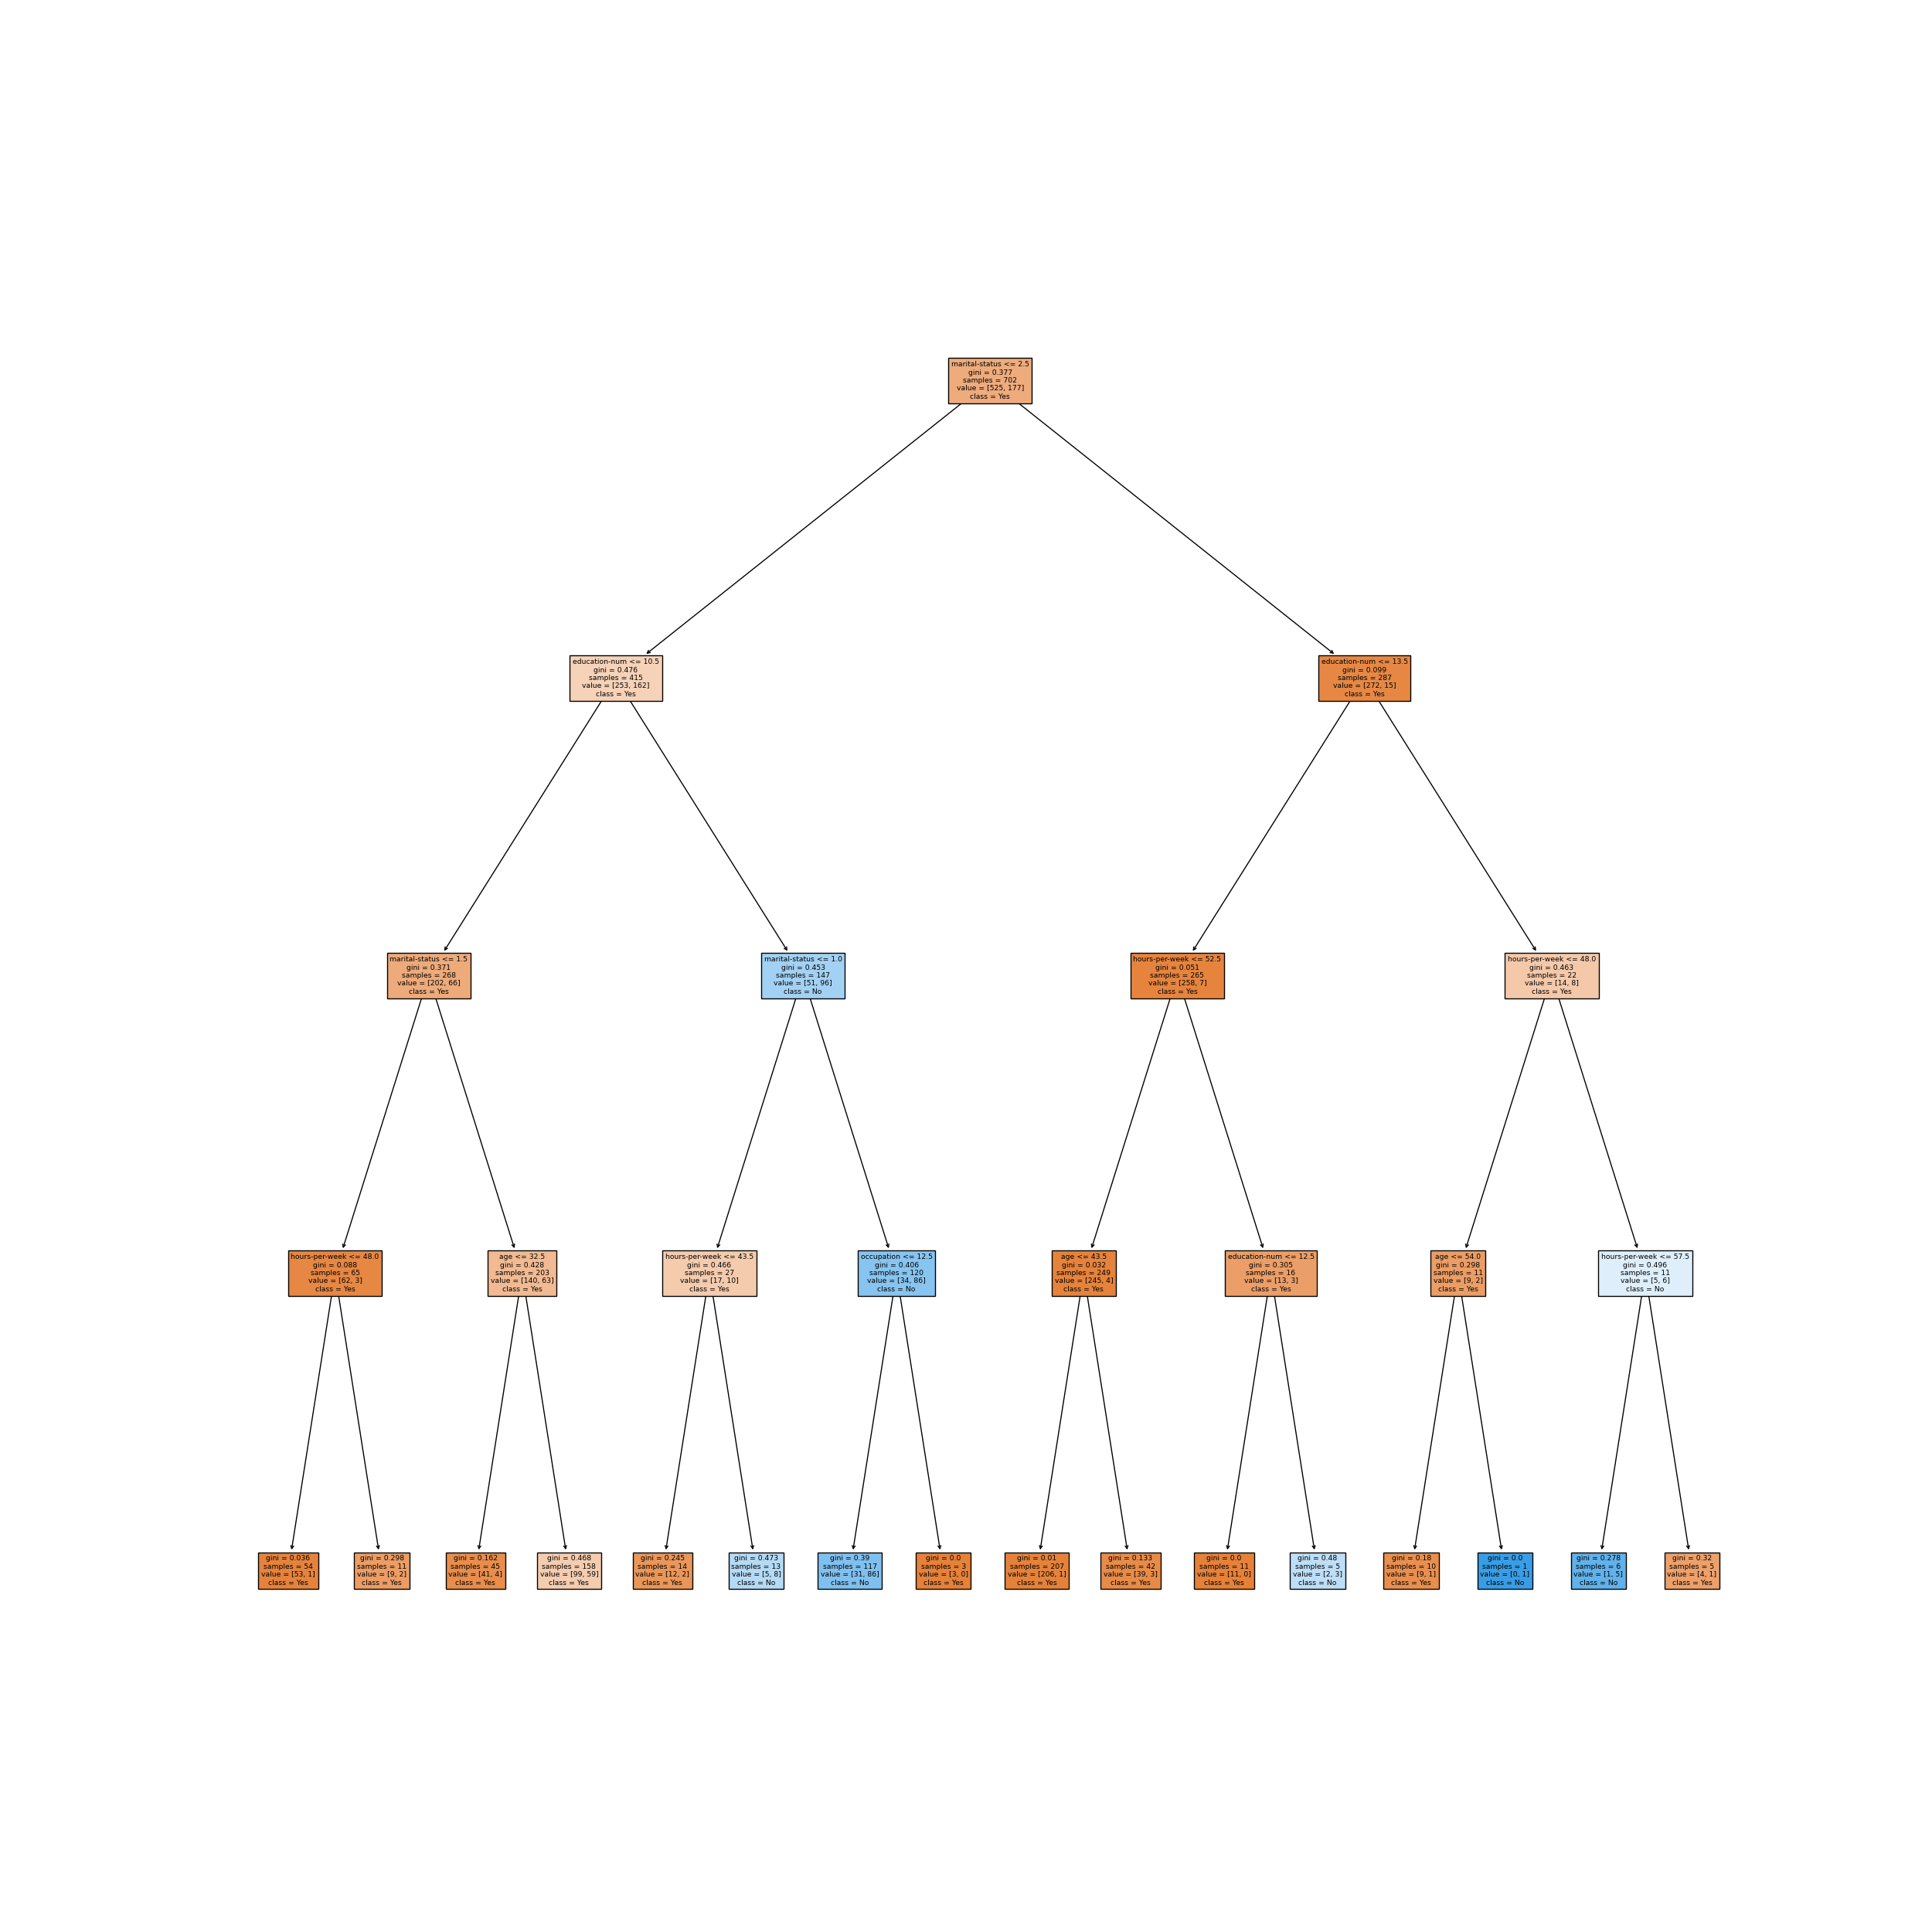 marital-status <= 2.5
gini = 0.377
samples = 702
value = [525, 177]
class = Yes
education-num <= 10.5
gini = 0.476
samples = 415
value = [253, 162]
class = Yes
education-num <= 13.5
gini = 0.099
samples = 287
value = [272, 15]
class = Yes
marital-status <= 1.5
gini = 0.371
samples = 268
value = [202, 66]
class = Yes
marital-status <= 1.0
gini = 0.453
samples = 147
value = [51, 96]
class = No
hours-per-week <= 52.5
gini = 0.051
samples = 265
value = [258, 7]
class = Yes
hours-per-week <= 48.0
gini = 0.463
samples = 22
value = [14, 8]
class = Yes
hours-per-week <= 48.0
gini = 0.088
samples = 65
value = [62, 3]
class = Yes
age <= 32.5
gini = 0.428
samples = 203
value = [140, 63]
class = Yes
hours-per-week <= 43.5
gini = 0.466
samples = 27
value = [17, 10]
class = Yes
occupation <= 12.5
gini = 0.406
samples = 120
value = [34, 86]
class = No
age <= 43.5
gini = 0.032
samples = 249
value = [245, 4]
class = Yes
education-num <= 12.5
gini = 0.305
samples = 16
value = [13, 3]
class = Yes
age <= 54.0
gini = 0.298
samples = 11
value = [9, 2]
class = Yes
hours-per-week <= 57.5
gini = 0.496
samples = 11
value = [5, 6]
class = No
gini = 0.036
samples = 54
value = [53, 1]
class = Yes
gini = 0.298
samples = 11
value = [9, 2]
class = Yes
gini = 0.162
samples = 45
value = [41, 4]
class = Yes
gini = 0.468
samples = 158
value = [99, 59]
class = Yes
gini = 0.245
samples = 14
value = [12, 2]
class = Yes
gini = 0.473
samples = 13
value = [5, 8]
class = No
gini = 0.39
samples = 117
value = [31, 86]
class = No
gini = 0.0
samples = 3
value = [3, 0]
class = Yes
gini = 0.01
samples = 207
value = [206, 1]
class = Yes
gini = 0.133
samples = 42
value = [39, 3]
class = Yes
gini = 0.0
samples = 11
value = [11, 0]
class = Yes
gini = 0.48
samples = 5
value = [2, 3]
class = No
gini = 0.18
samples = 10
value = [9, 1]
class = Yes
gini = 0.0
samples = 1
value = [0, 1]
class = No
gini = 0.278
samples = 6
value = [1, 5]
class = No
gini = 0.32
samples = 5
value = [4, 1]
class = Yes